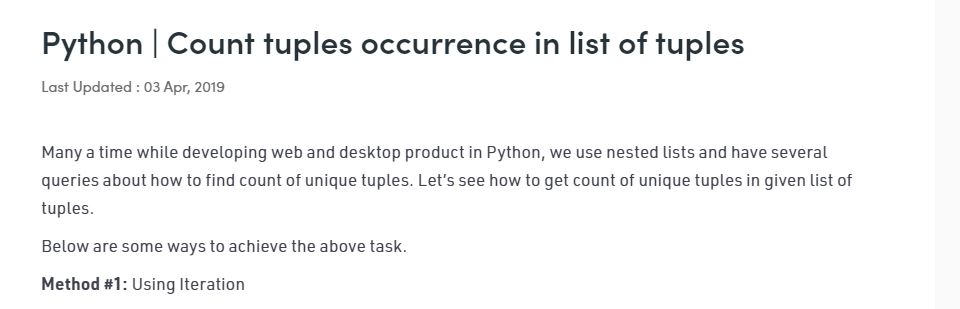 Python | Count tuples occurrence in list of tuples
Last Updated : 03 Apr, 2019
Many a time while developing web and desktop product in Python, we use nested lists and have several
queries about how to find count of unique tuples. Let’s see how to get count of unique tuples in given list of
tuples.
Below are some ways to achieve the above task.
Method #1: Using Iteration